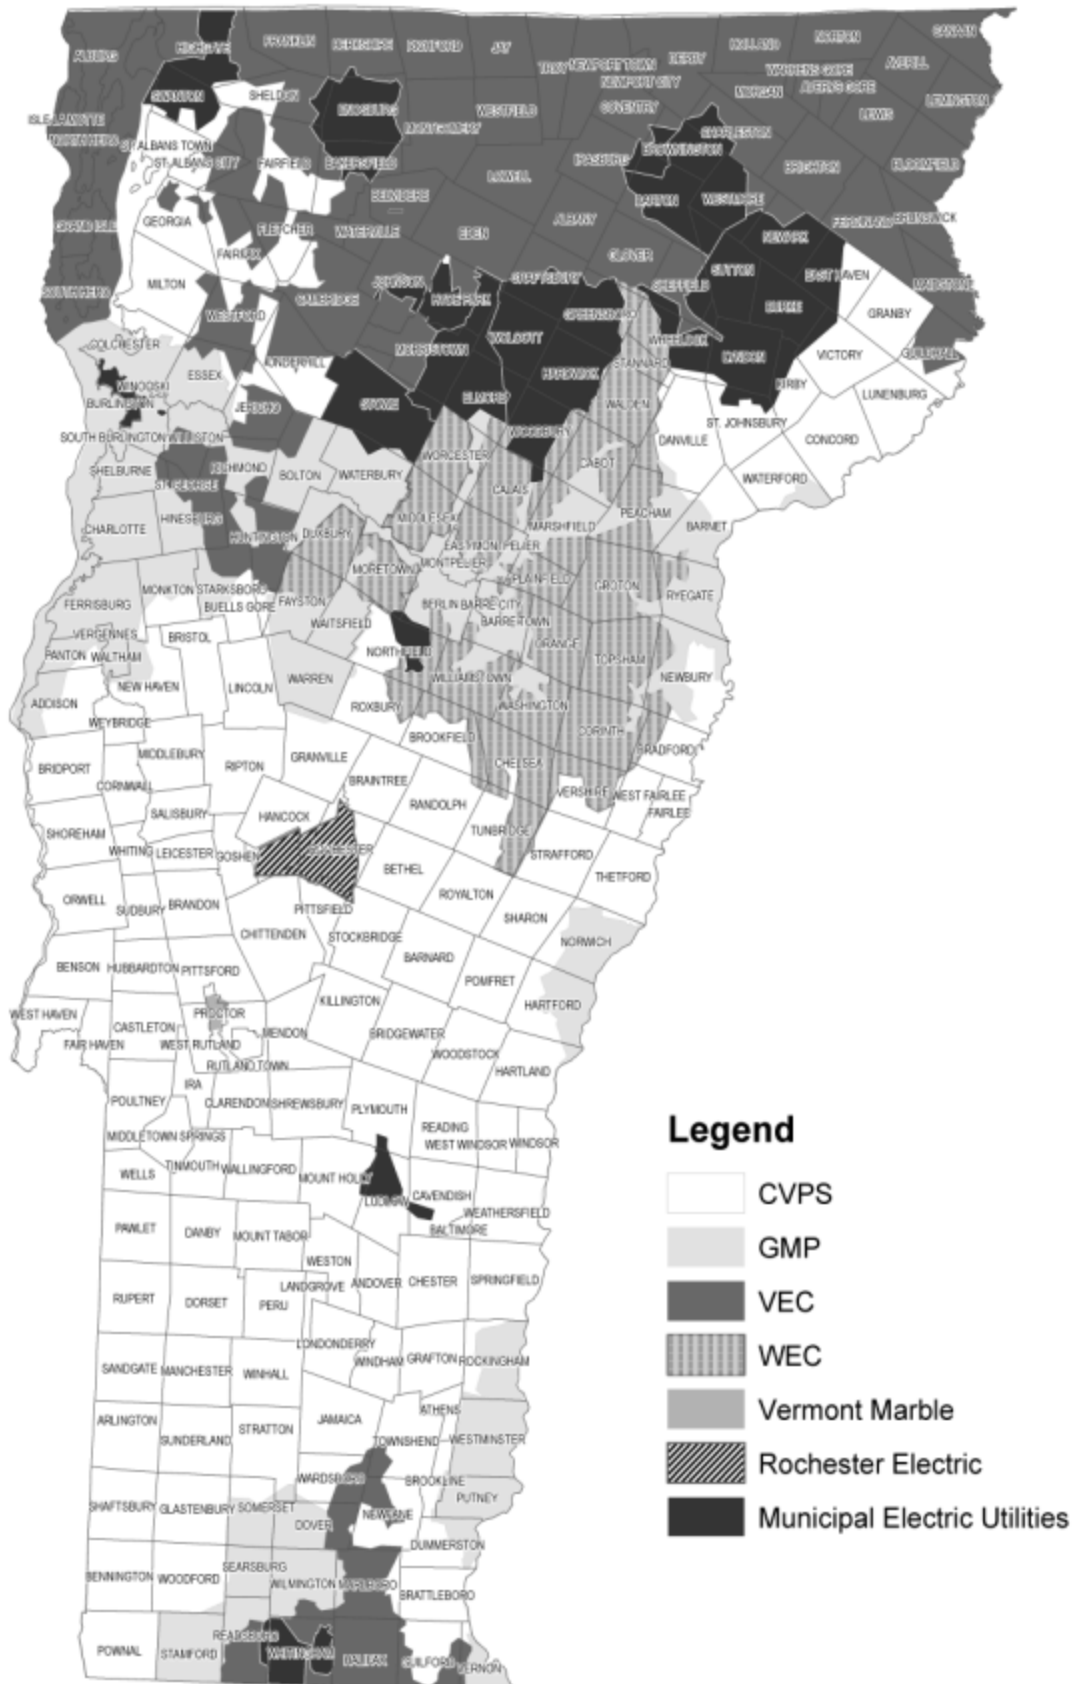 ALBURG
HIGHGATE
FRANKLIN
BERKSHIRE
RICHFORD
JAY
TROY
NEWPORT TOWN
NEWPORT CITY
DERBY
HOLLAND
NORTON
CANAAN
WARRENS GORE
AVERYS GORE
AVERILL
MORGAN
LEWIS
LEMINGTON
SWANTON
SHELDON
ENOSBURG
WESTFIELD
COVENTRY
ISLE LA MOTTE
NORTH HERO
MONTGOMERY
CHARLESTON
ST. ALBANS TOWN
ST. ALBANS CITY
FAIRFIELD
BAKERSFIELD
IRASBURG
BROWNINGTON
BRIGHTON
BLOOMFIELD
LOWELL
BELVIDERE
BARTON
WESTMORE
GRAND ISLE
GEORGIA
FLETCHER
WATERVILLE
EDEN
ALBANY
FERDINAND
BRUNSWICK
NEWARK
FAIRFAX
GLOVER
SUTTON
EAST HAVEN
SOUTH HERO
MILTON
CAMBRIDGE
JOHNSON
HYDE PARK
CRAFTSBURY
SHEFFIELD
MAIDSTONE
BURKE
GRANBY
WESTFORD
GREENSBORO
COLCHESTER
WOLCOTT
WHEELOCK
MORRISTOWN
STANNARD
LYNDON
VICTORY
GUILDHALL
UNDERHILL
ESSEX
HARDWICK
WINOOSKI
KIRBY
LUNENBURG
BURLINGTON
JERICHO
STOWE
ELMORE
WALDEN
ST. JOHNSBURY
SOUTH BURLINGTON
WILLISTON
WOODBURY
DANVILLE
CONCORD
WORCESTER
SHELBURNE
RICHMOND
BOLTON
WATERBURY
CABOT
WATERFORD
ST. GEORGE
CALAIS
CHARLOTTE
HINESBURG
MIDDLESEX
MARSHFIELD
PEACHAM
BARNET
HUNTINGTON
DUXBURY
EAST MONTPELIER
MORETOWN
MONTPELIER
PLAINFIELD
GROTON
RYEGATE
MONKTON
STARKSBORO
BUELLS GORE
FAYSTON
FERRISBURG
BERLIN
BARRE CITY
WAITSFIELD
BARRE TOWN
VERGENNES
BRISTOL
ORANGE
PANTON
WALTHAM
NORTHFIELD
TOPSHAM
NEW HAVEN
LINCOLN
WARREN
WILLIAMSTOWN
NEWBURY
ADDISON
ROXBURY
WASHINGTON
WEYBRIDGE
BROOKFIELD
CORINTH
MIDDLEBURY
BRADFORD
BRIDPORT
RIPTON
GRANVILLE
CHELSEA
CORNWALL
BRAINTREE
VERSHIRE
WEST FAIRLEE
SALISBURY
HANCOCK
RANDOLPH
FAIRLEE
SHOREHAM
TUNBRIDGE
WHITING
LEICESTER
GOSHEN
ROCHESTER
STRAFFORD
BETHEL
THETFORD
ORWELL
SUDBURY
BRANDON
PITTSFIELD
ROYALTON
SHARON
CHITTENDEN
STOCKBRIDGE
NORWICH
BENSON
HUBBARDTON
PITTSFORD
BARNARD
POMFRET
KILLINGTON
HARTFORD
WEST HAVEN
PROCTOR
CASTLETON
MENDON
BRIDGEWATER
FAIR HAVEN
WEST RUTLAND
WOODSTOCK
RUTLAND TOWN
HARTLAND
IRA
POULTNEY
CLARENDON
SHREWSBURY
PLYMOUTH
READING
MIDDLETOWN SPRINGS
WEST WINDSOR
WINDSOR
WELLS
TINMOUTH
WALLINGFORD
MOUNT HOLLY
LUDLOW
CAVENDISH
WEATHERSFIELD
PAWLET
DANBY
MOUNT TABOR
BALTIMORE
WESTON
LANDGROVE
ANDOVER
CHESTER
SPRINGFIELD
RUPERT
DORSET
PERU
LONDONDERRY
SANDGATE
MANCHESTER
WINHALL
WINDHAM
GRAFTON
ROCKINGHAM
ARLINGTON
SUNDERLAND
STRATTON
JAMAICA
ATHENS
TOWNSHEND
WESTMINSTER
WARDSBORO
BROOKLINE
SHAFTSBURY
GLASTENBURY
SOMERSET
PUTNEY
DOVER
NEWFANE
DUMMERSTON
BENNINGTON
WOODFORD
SEARSBURG
WILMINGTON
MARLBORO
BRATTLEBORO
POWNAL
STAMFORD
READSBORO
WHITINGHAM
HALIFAX
GUILFORD
VERNON
Legend
CVPS
GMP
VEC
WEC
Vermont Marble
Rochester Electric
Municipal Electric Utilities